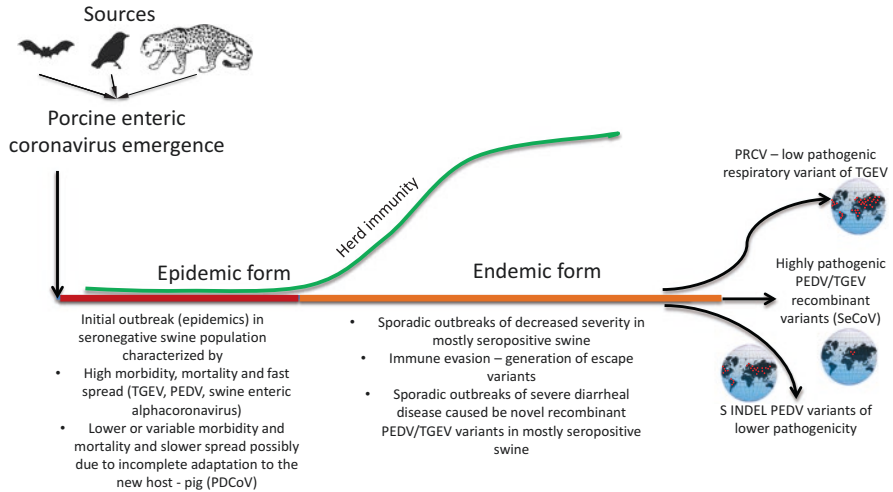 Sources
Porcine enteric
coronavirus emergence
Herd immunity
Epidemic form
Endemic form
Initial outbreak (epidemics) in
seronegative swine population
characterized by
• High morbidity, mortality and fast
spread (TGEV, PEDV, swine enteric
alphacoronavirus)
• Lower or variable morbidity and
mortality and slower spread possibly
due to incomplete adaptation to the
new host - pig (PDCoV)
• Sporadic outbreaks of decreased severity in
mostly seropositive swine
• Immune evasion – generation of escape
variants
• Sporadic outbreaks of severe diarrheal
disease caused by novel recombinant
PEDV/TGEV variants in mostly seropositive
swine
PRCV – low pathogenic
respiratory variant of TGEV
Highly pathogenic
PEDV/TGEV
recombinant
variants (SeCoV)
S INDEL PEDV variants of
lower pathogenicity